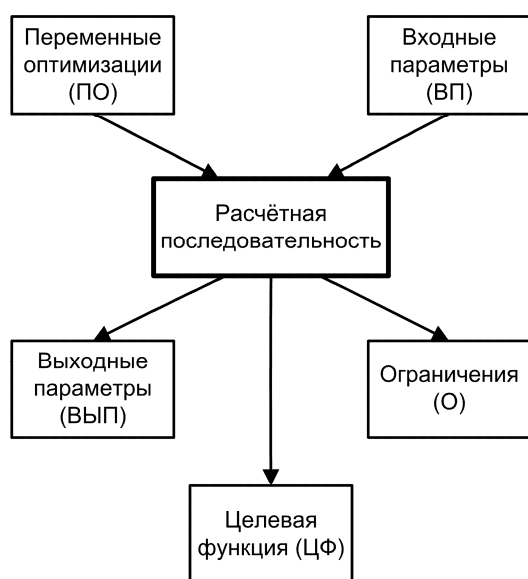 Переменные
оптимизации
(ПО)
Входные
параметры
(ВП)
Расчётная
последовательность
Выходные
параметры
(ВЫП)
Ограничения
(О)
Целевая
функция (ЦФ)